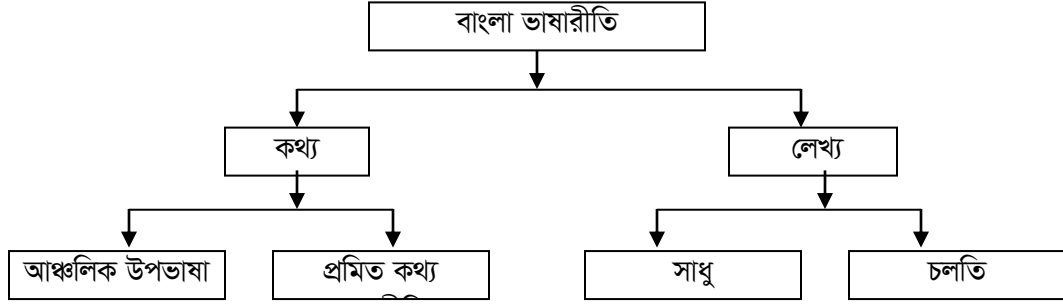 বাংলা ভাষারীতি
কথ্য
লেখ্য
আঞ্চলিক উপভাষা
প্রমিত কথ্য
সাধু
চলতি